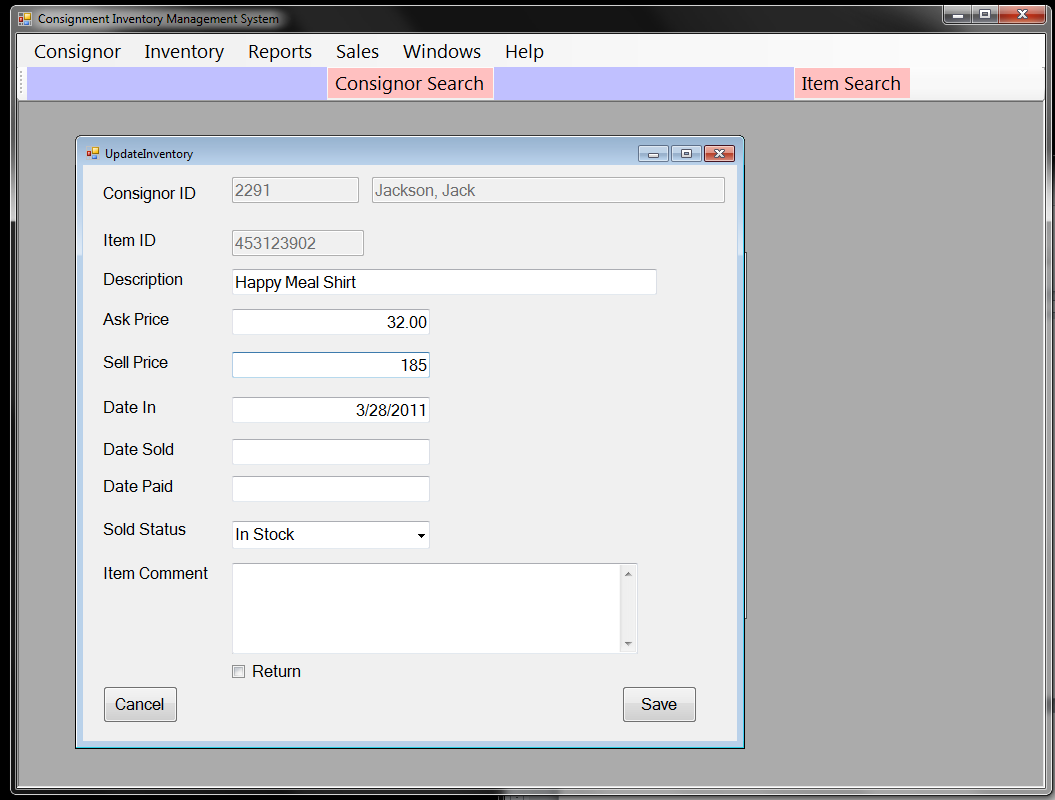 Consignment Inventory Management System
Consignor Inventory Reports Sales Windows Help
Consignor Search Item Search
UpdateInventory
Consignor ID 2291 Jackson, Jack
Item ID 453123902
Description Happy Meal Shirt
Ask Price 32.00
Sell Price 185
Date In 3/28/2011
Date Sold
Date Paid
Sold Status In Stock
Item Comment
Return
Cancel Save